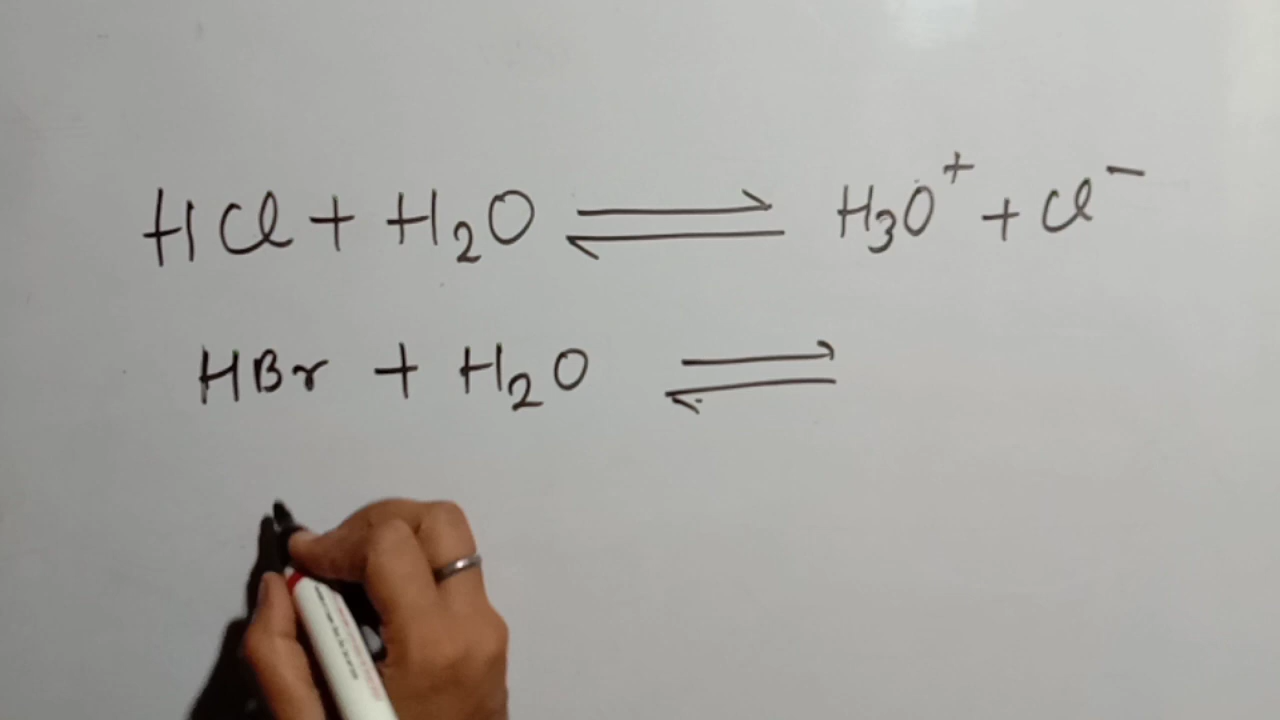 HCl + H₂O ⇌ H₃O⁺ + Cl⁻
HBr + H₂O ⇌